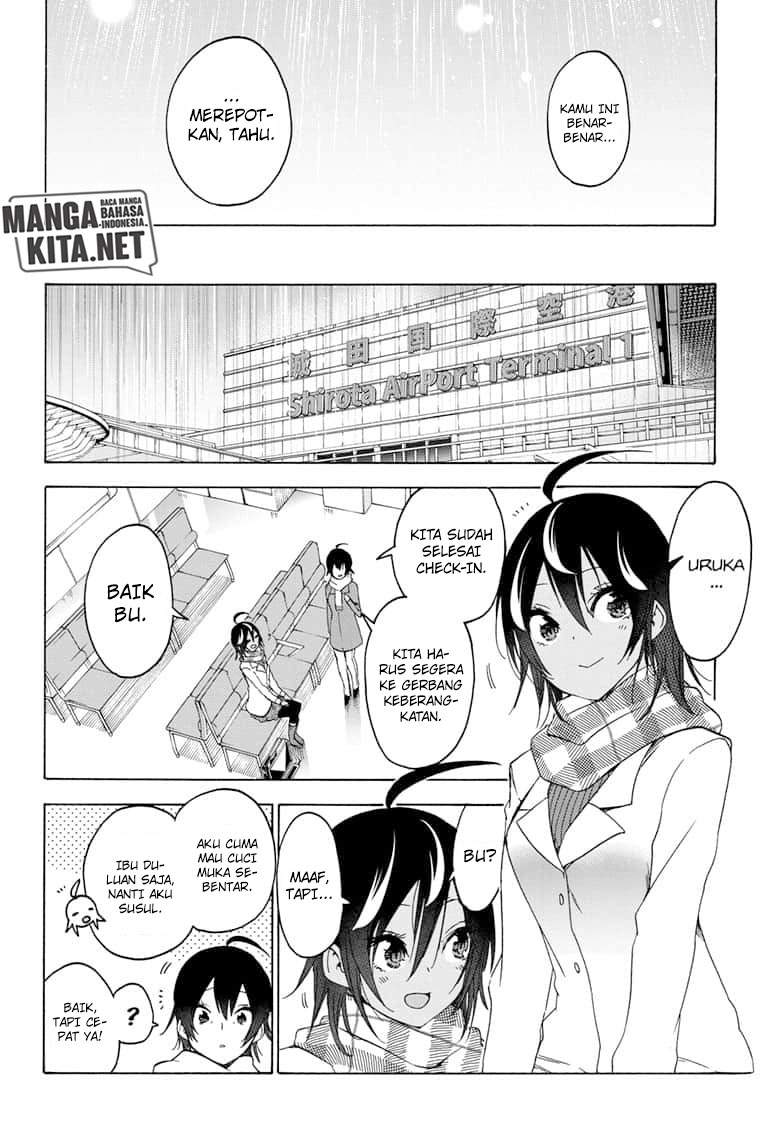 KAMU INI
BENAR-
BENAR...
...
MEREPOT-
KAN, TAHU.
MANGA
KITA.NET
BACA MANGA
BAHASA
INDONESIA.
城田国際空港
Shirota AirPort Terminal 1
URUKA
...
KITA SUDAH
SELESAI
CHECK-IN.
KITA HA-
RUS SEGERA
KE GERBANG
KEBERANG-
KATAN.
BAIK
BU.
BU?
MAAF,
TAPI...
AKU CUMA
MAU CUCI
MUKA SE-
BENTAR.
IBU DU-
LUAN SAJA,
NANTI AKU
SUSUL.
?
BAIK,
TAPI CE-
PAT YA!